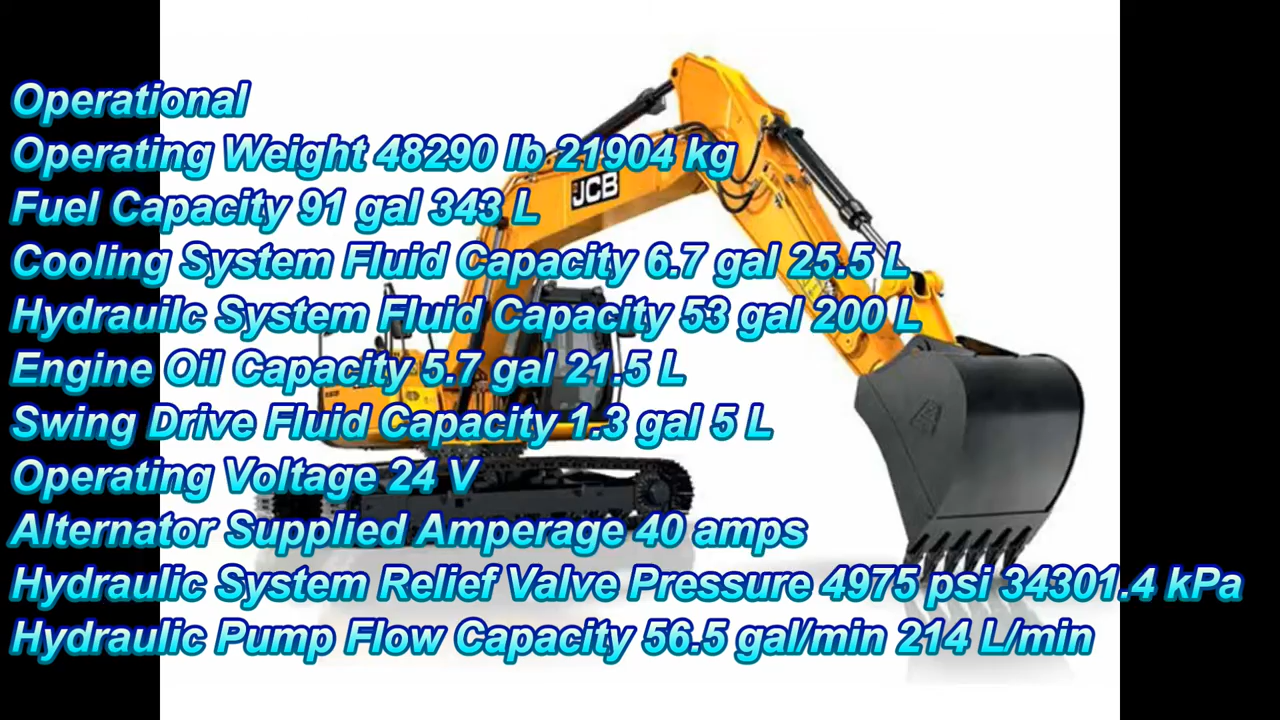 Operational
Operating Weight 48290 lb 21904 kg
Fuel Capacity 91 gal 343 L
JCB
Cooling System Fluid Capacity 6.7 gal 25.5 L
Hydrauilc System Fluid Capacity 53 gal 200 L
Engine Oil Capacity 5.7 gal 21.5 L
Swing Drive Fluid Capacity 1.3 gal 5 L
Operating Voltage 24 V
Alternator Supplied Amperage 40 amps
Hydraulic System Relief Valve Pressure 4975 psi 34301.4 kPa
Hydraulic Pump Flow Capacity 56.5 gal/min 214 L/min